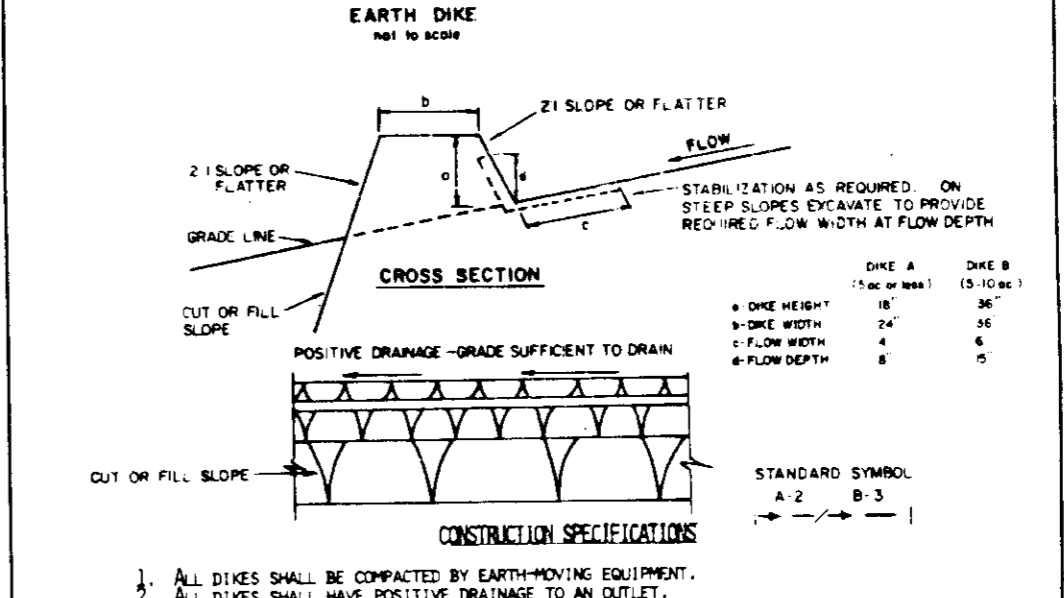 EARTH DIKE
not to scale
b
2:1 SLOPE OR FLATTER
FLOW
2:1 SLOPE OR
FLATTER
a
d
STABILIZATION AS REQUIRED. ON
STEEP SLOPES EXCAVATE TO PROVIDE
REQUIRED FLOW WIDTH AT FLOW DEPTH
c
GRADE LINE
CROSS SECTION
CUT OR FILL
SLOPE
DIKE A DIKE B
(5 ac or less) (5-10 ac)
a-DIKE HEIGHT 18" 36"
b-DIKE WIDTH 24" 36"
c-FLOW WIDTH 4' 6'
d-FLOW DEPTH 8" 15"
POSITIVE DRAINAGE-GRADE SUFFICIENT TO DRAIN
CUT OR FILL SLOPE
STANDARD SYMBOL
A-2 B-3
CONSTRUCTION SPECIFICATIONS
1. ALL DIKES SHALL BE COMPACTED BY EARTH-MOVING EQUIPMENT.
2. ALL DIKES SHALL HAVE POSITIVE DRAINAGE TO AN OUTLET.